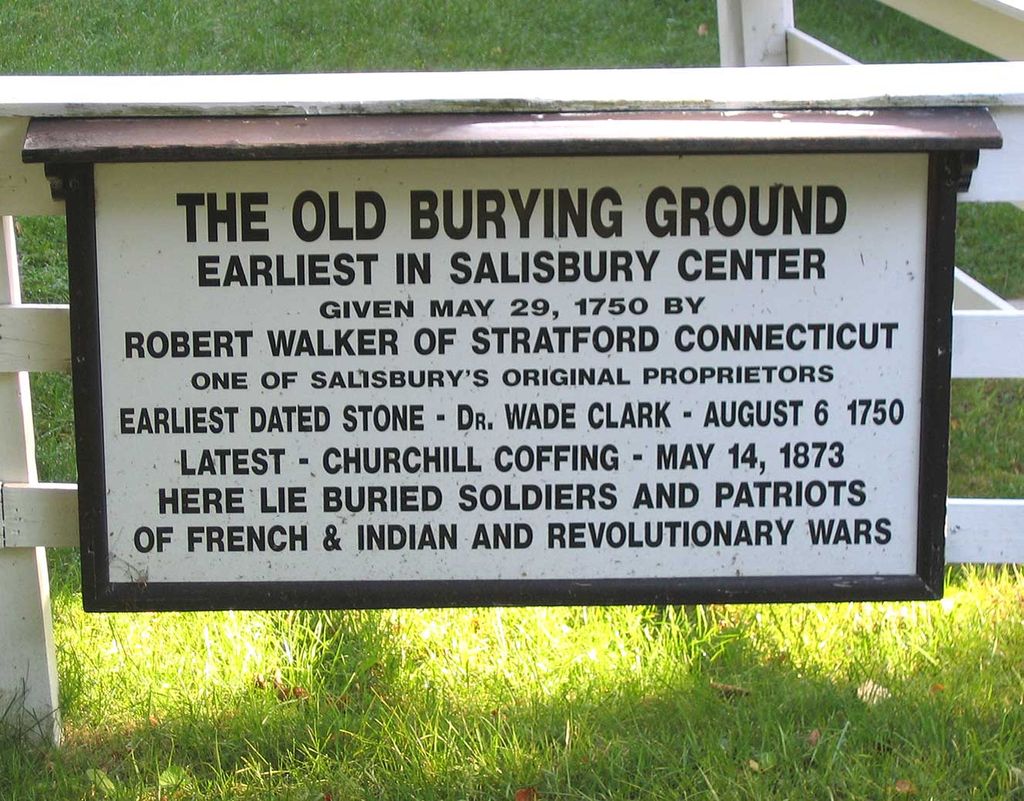 THE OLD BURYING GROUND
EARLIEST IN SALISBURY CENTER
GIVEN MAY 29, 1750 BY
ROBERT WALKER OF STRATFORD CONNECTICUT
ONE OF SALISBURY'S ORIGINAL PROPRIETORS
EARLIEST DATED STONE - DR. WADE CLARK - AUGUST 6 1750
LATEST - CHURCHILL COFFING - MAY 14, 1873
HERE LIE BURIED SOLDIERS AND PATRIOTS
OF FRENCH & INDIAN AND REVOLUTIONARY WARS